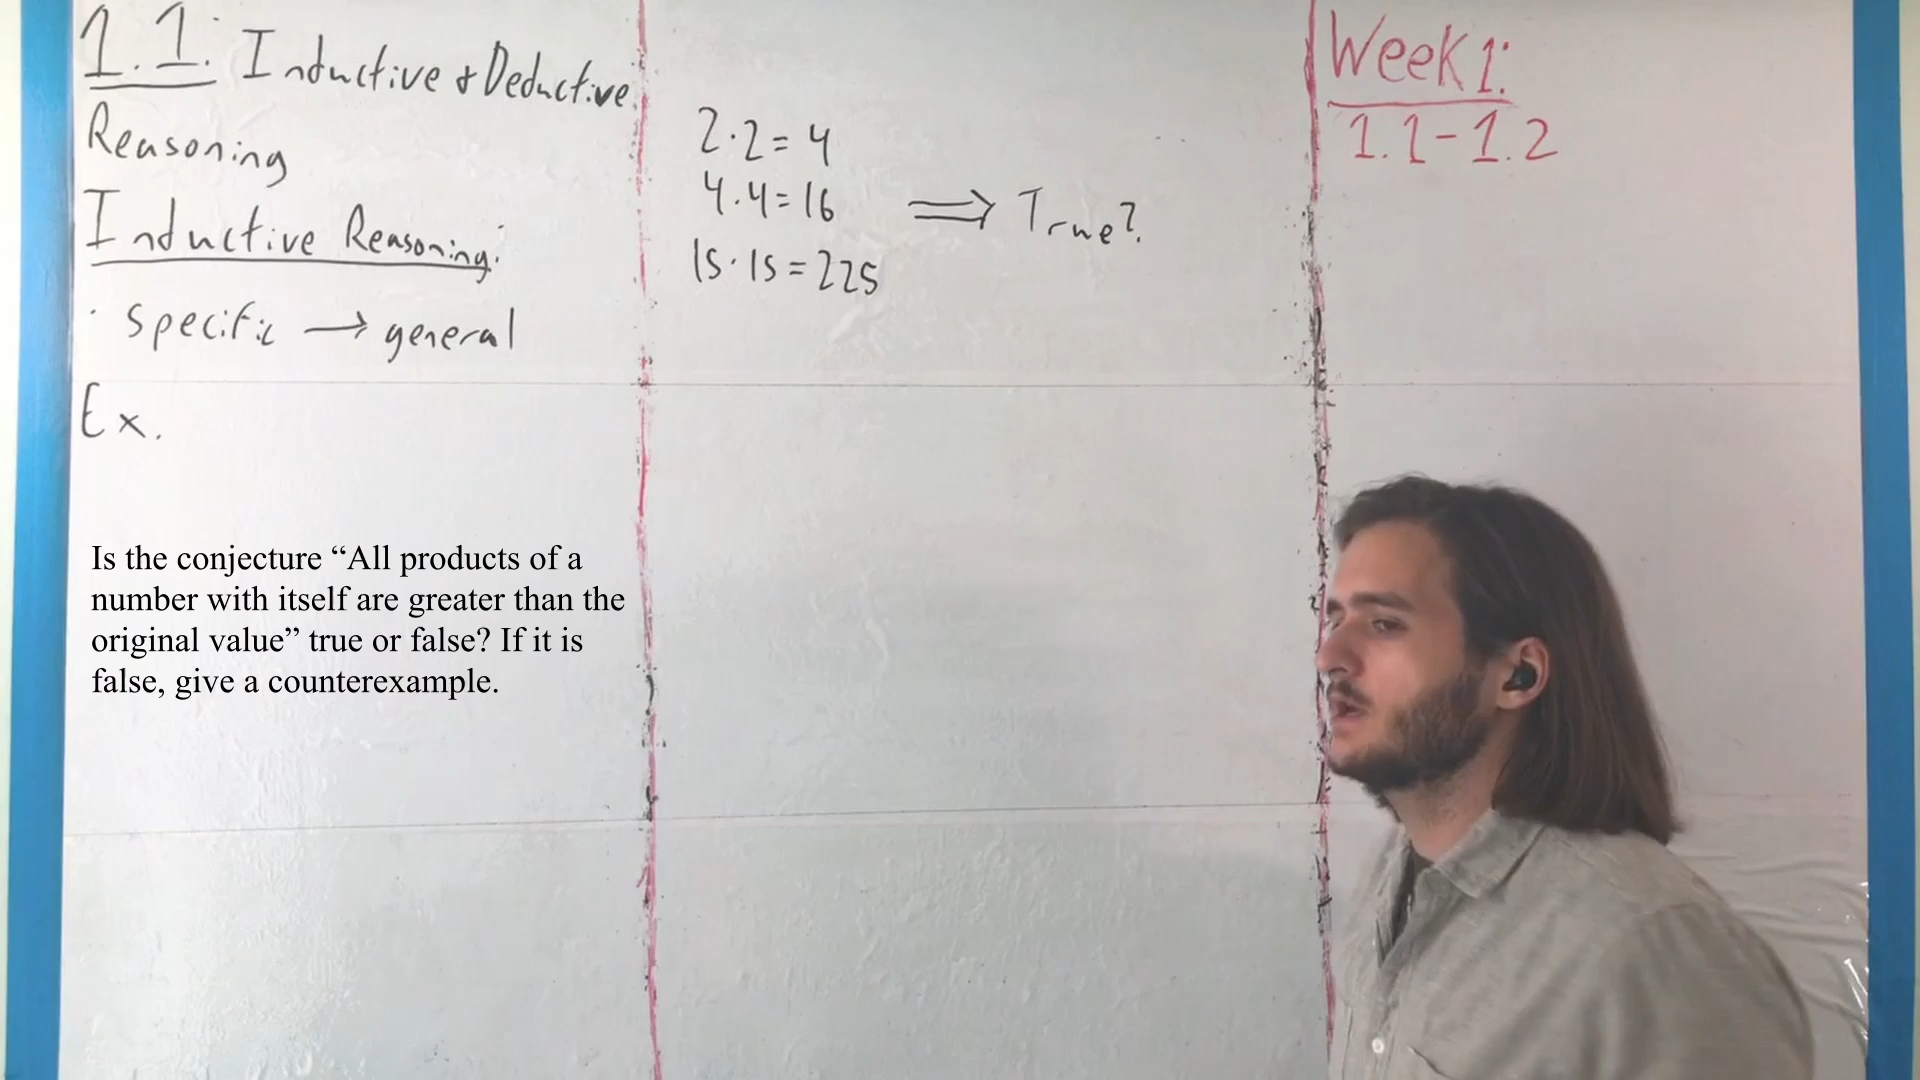 1.1: Inductive & Deductive
Reasoning
Inductive Reasoning:
· specific → general
Ex.
Is the conjecture “All products of a
number with itself are greater than the
original value” true or false? If it is
false, give a counterexample.
2·2=4
4·4=16
15·15=225
⟹ True?
Week 1:
1.1-1.2